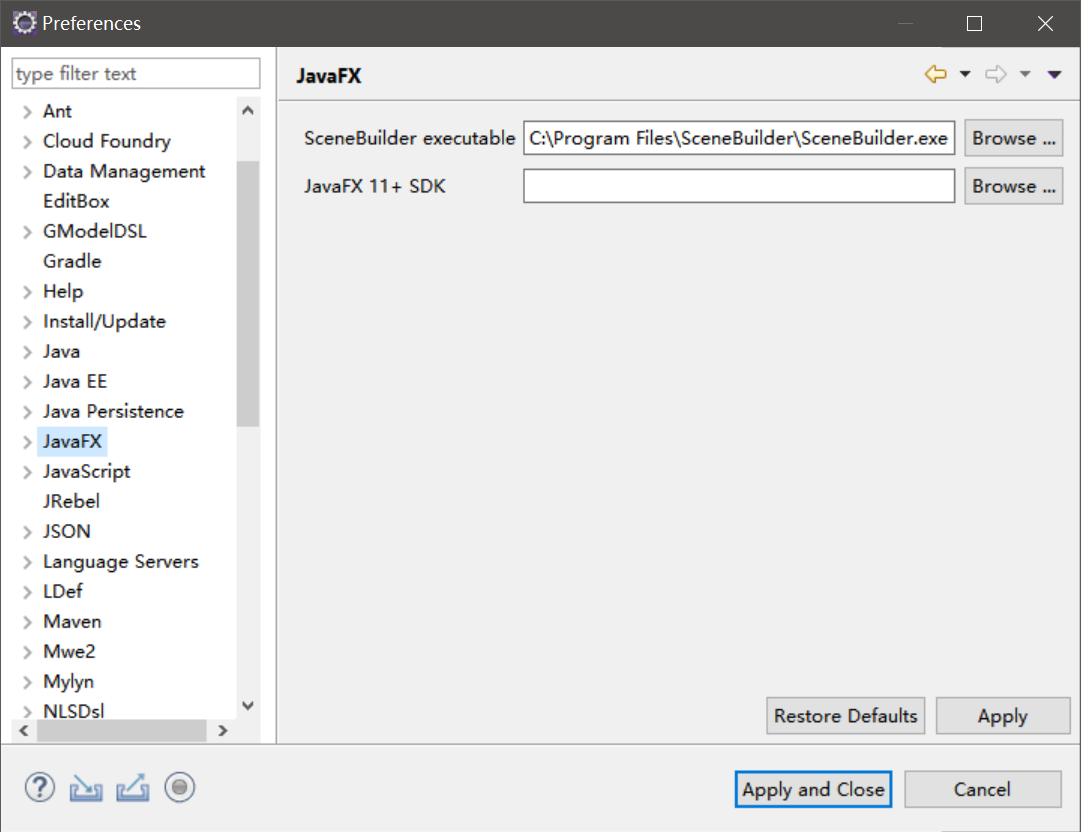 Preferences
type filter text
Ant
Cloud Foundry
Data Management
EditBox
GModelDSL
Gradle
Help
Install/Update
Java
Java EE
Java Persistence
JavaFX
JavaScript
JRebel
JSON
Language Servers
LDef
Maven
Mwe2
Mylyn
NLSDsl
JavaFX
SceneBuilder executable C:\Program Files\SceneBuilder\SceneBuilder.exe Browse ...
JavaFX 11+ SDK Browse ...
Restore Defaults Apply
? Apply and Close Cancel